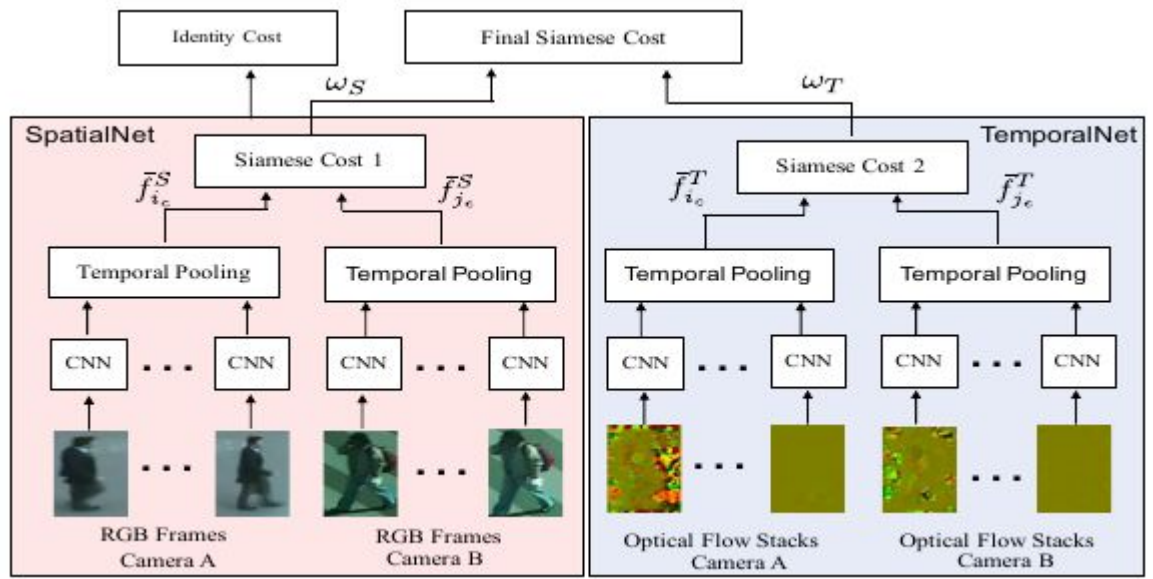 Identity Cost
Final Siamese Cost
ω_S
ω_T
SpatialNet
TemporalNet
Siamese Cost 1
Siamese Cost 2
f̄^S_{i_c}
f̄^S_{j_c}
f̄^T_{i_c}
f̄^T_{j_c}
Temporal Pooling
Temporal Pooling
Temporal Pooling
Temporal Pooling
CNN
. . .
CNN
CNN
. . .
CNN
CNN
. . .
CNN
CNN
. . .
CNN
. . .
. . .
. . .
. . .
RGB Frames
Camera A
RGB Frames
Camera B
Optical Flow Stacks
Camera A
Optical Flow Stacks
Camera B